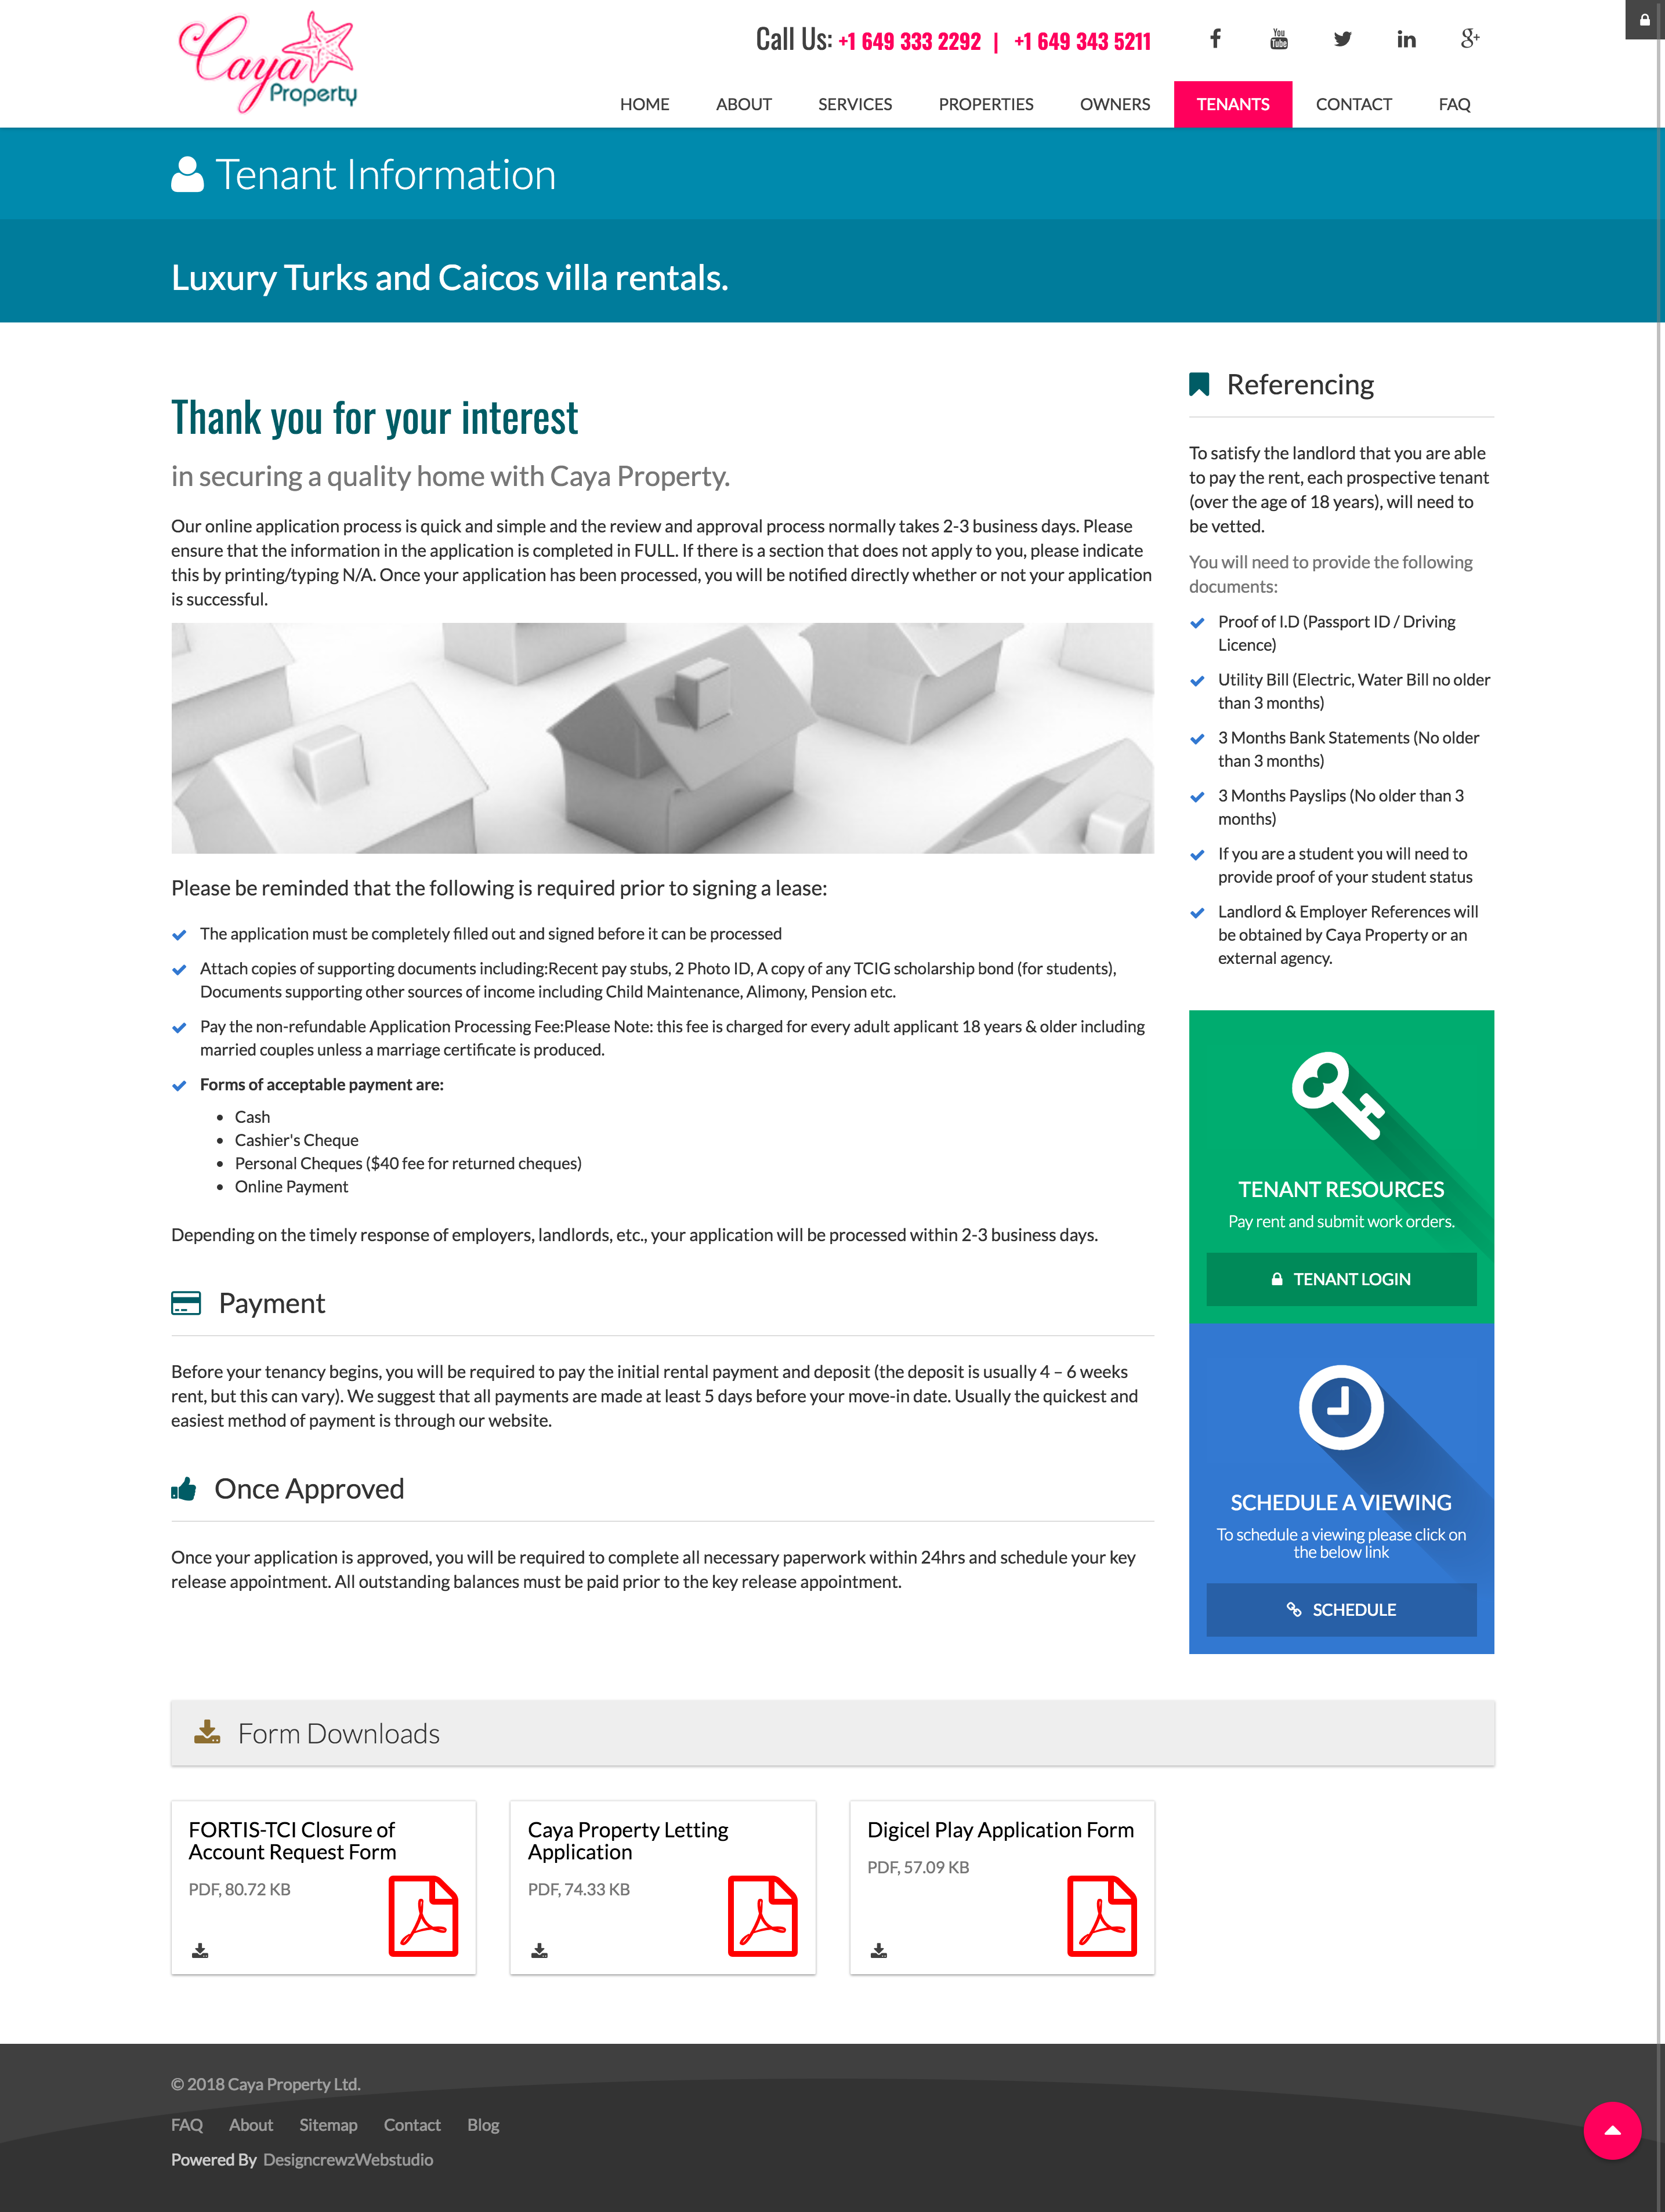 Caya
Property
Call Us: +1 649 333 2292 | +1 649 343 5211
HOME ABOUT SERVICES PROPERTIES OWNERS TENANTS CONTACT FAQ
Tenant Information
Luxury Turks and Caicos villa rentals.
Thank you for your interest
in securing a quality home with Caya Property.
Our online application process is quick and simple and the review and approval process normally takes 2-3 business days. Please
ensure that the information in the application is completed in FULL. If there is a section that does not apply to you, please indicate
this by printing/typing N/A. Once your application has been processed, you will be notified directly whether or not your application
is successful.
Please be reminded that the following is required prior to signing a lease:
The application must be completely filled out and signed before it can be processed
Attach copies of supporting documents including:Recent pay stubs, 2 Photo ID, A copy of any TCIG scholarship bond (for students),
Documents supporting other sources of income including Child Maintenance, Alimony, Pension etc.
Pay the non-refundable Application Processing Fee:Please Note: this fee is charged for every adult applicant 18 years & older including
married couples unless a marriage certificate is produced.
Forms of acceptable payment are:
• Cash
• Cashier's Cheque
• Personal Cheques ($40 fee for returned cheques)
• Online Payment
Depending on the timely response of employers, landlords, etc., your application will be processed within 2-3 business days.
Payment
Before your tenancy begins, you will be required to pay the initial rental payment and deposit (the deposit is usually 4 – 6 weeks
rent, but this can vary). We suggest that all payments are made at least 5 days before your move-in date. Usually the quickest and
easiest method of payment is through our website.
Once Approved
Once your application is approved, you will be required to complete all necessary paperwork within 24hrs and schedule your key
release appointment. All outstanding balances must be paid prior to the key release appointment.
Referencing
To satisfy the landlord that you are able
to pay the rent, each prospective tenant
(over the age of 18 years), will need to
be vetted.
You will need to provide the following
documents:
Proof of I.D (Passport ID / Driving
Licence)
Utility Bill (Electric, Water Bill no older
than 3 months)
3 Months Bank Statements (No older
than 3 months)
3 Months Payslips (No older than 3
months)
If you are a student you will need to
provide proof of your student status
Landlord & Employer References will
be obtained by Caya Property or an
external agency.
TENANT RESOURCES
Pay rent and submit work orders.
TENANT LOGIN
SCHEDULE A VIEWING
To schedule a viewing please click on
the below link
SCHEDULE
Form Downloads
FORTIS-TCI Closure of
Account Request Form
PDF, 80.72 KB
Caya Property Letting
Application
PDF, 74.33 KB
Digicel Play Application Form
PDF, 57.09 KB
© 2018 Caya Property Ltd.
FAQ About Sitemap Contact Blog
Powered By DesigncrewzWebstudio